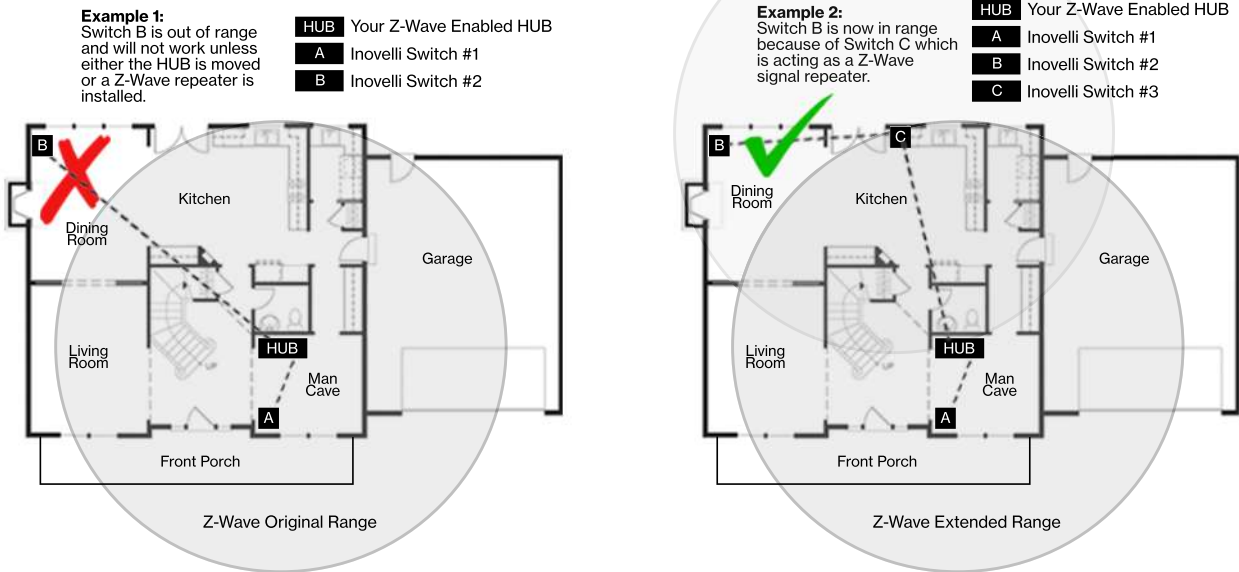 Example 1:
Switch B is out of range
and will not work unless
either the HUB is moved
or a Z-Wave repeater is
installed.
HUB Your Z-Wave Enabled HUB
A Inovelli Switch #1
B Inovelli Switch #2
B
Kitchen
Dining
Room
Garage
Living
Room
UP
HUB
Man
Cave
A
Front Porch
Z-Wave Original Range
Example 2:
Switch B is now in range
because of Switch C which
is acting as a Z-Wave
signal repeater.
HUB Your Z-Wave Enabled HUB
A Inovelli Switch #1
B Inovelli Switch #2
C Inovelli Switch #3
B
C
Dining
Room
Kitchen
Garage
Living
Room
UP
HUB
Man
Cave
A
Front Porch
Z-Wave Extended Range